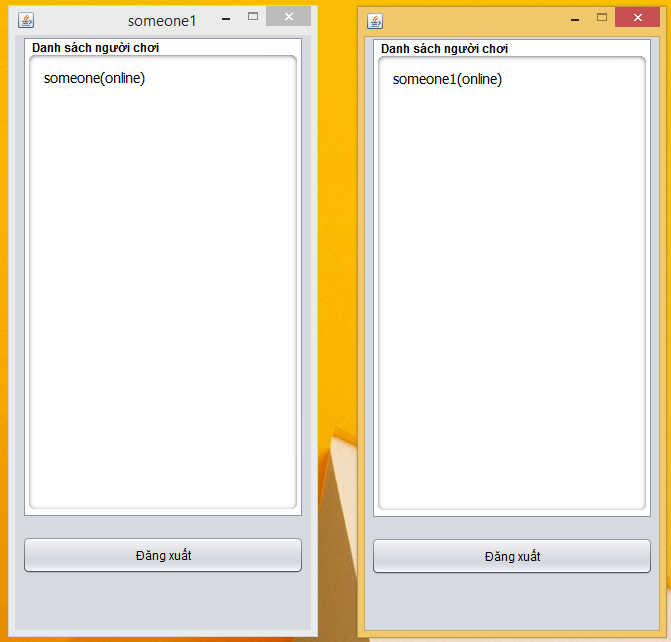 someone1
Danh sách người chơi
someone(online)
Đăng xuất
Danh sách người chơi
someone1(online)
Đăng xuất